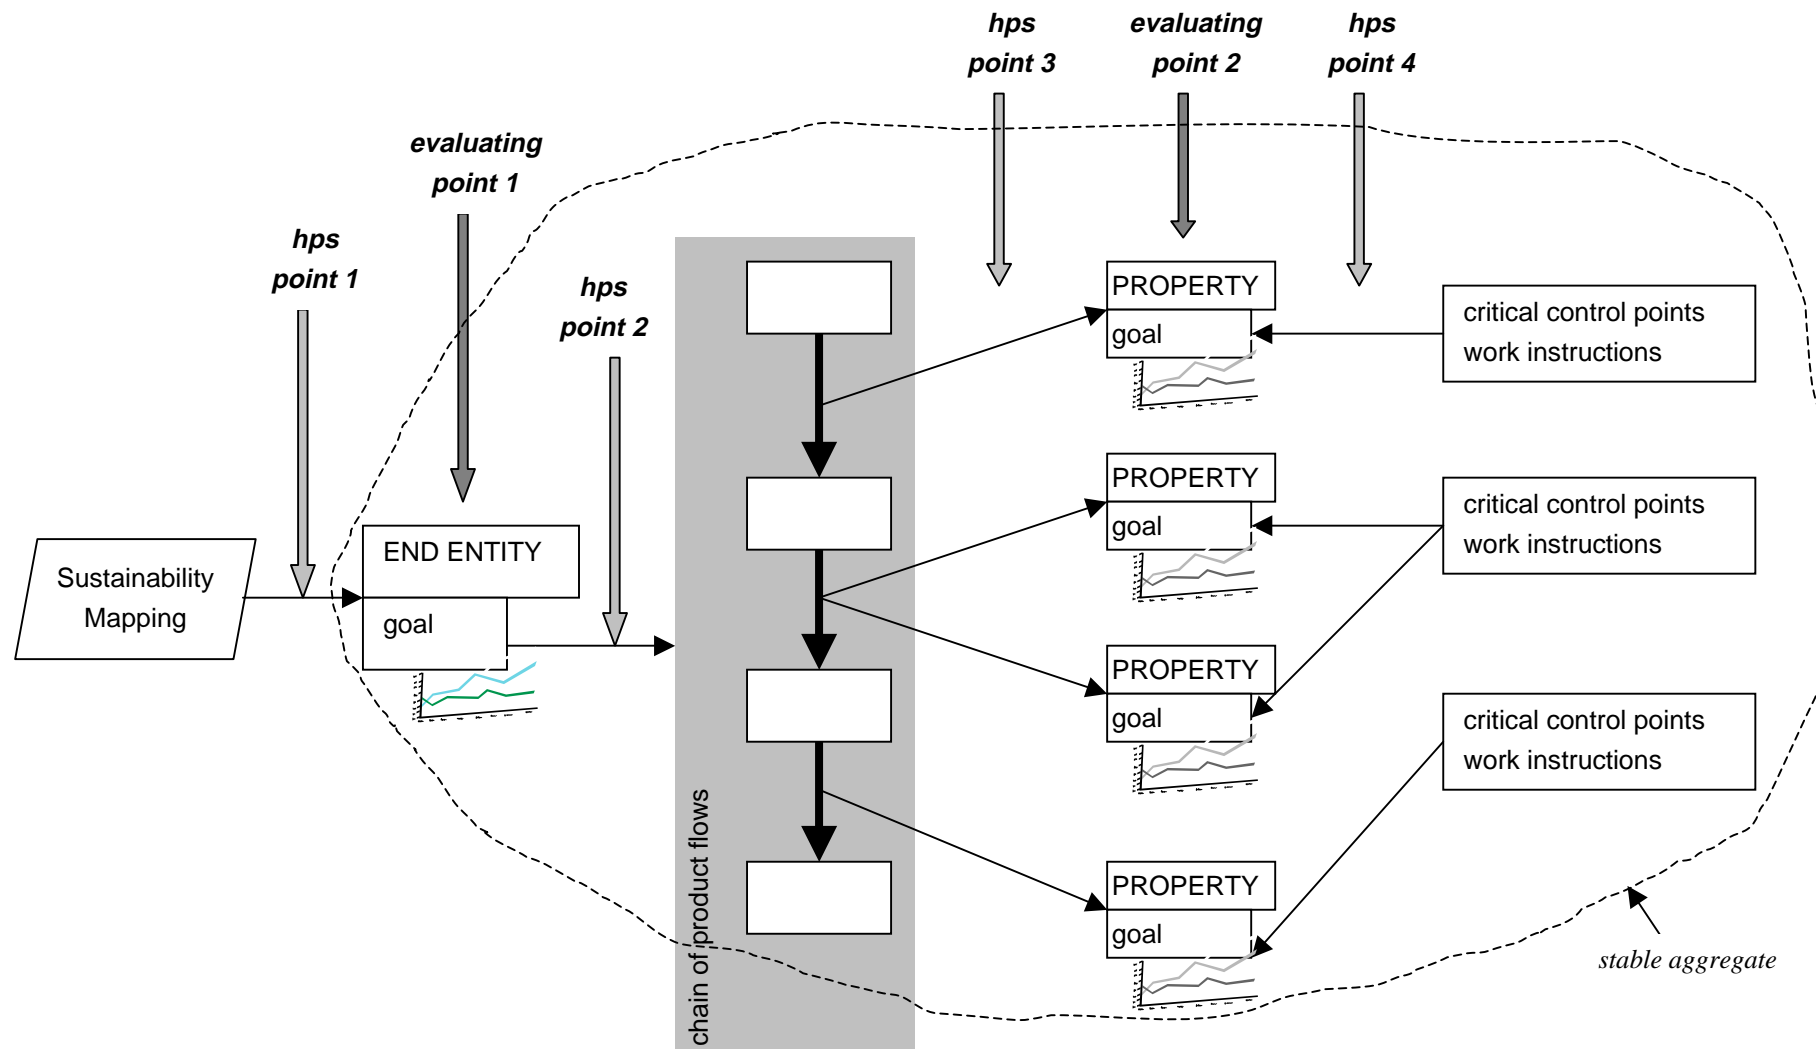 hps
point 3
evaluating
point 2
hps
point 4
evaluating
point 1
hps
point 1
hps
point 2
Sustainability
Mapping
END ENTITY
goal
chain of product flows
PROPERTY
goal
critical control points
work instructions
PROPERTY
goal
critical control points
work instructions
PROPERTY
goal
critical control points
work instructions
PROPERTY
goal
stable aggregate